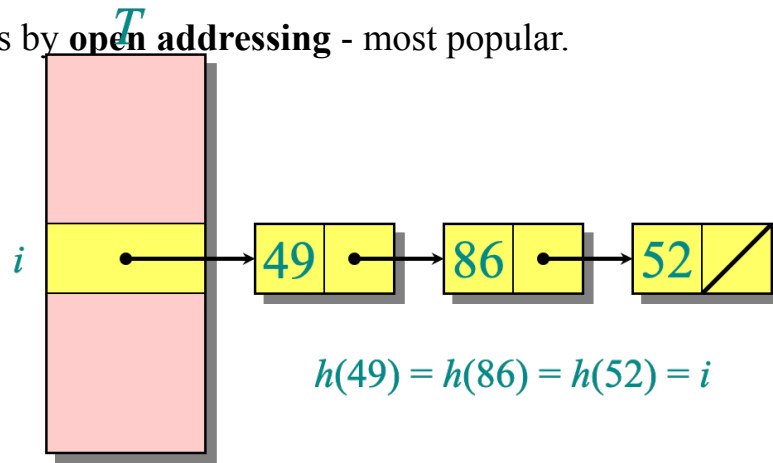 T
s by open addressing - most popular.
i 49 86 52
h(49) = h(86) = h(52) = i